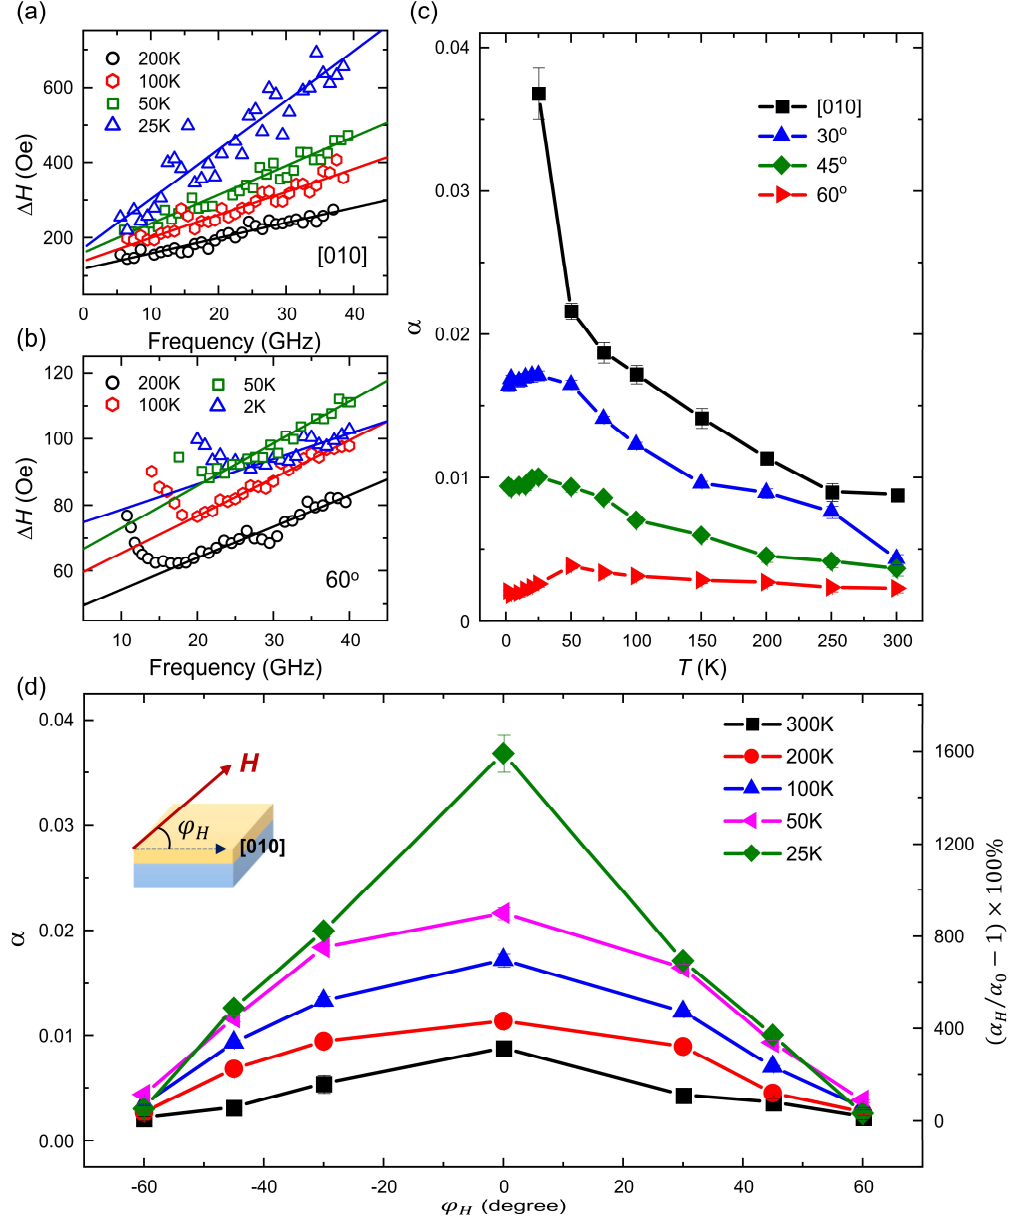 (a)
ΔH (Oe)
600
400
200
200K
100K
50K
25K
[010]
0 10 20 30 40
Frequency (GHz)
(b)
ΔH (Oe)
120
100
80
60
200K 50K
100K 2K
60°
10 20 30 40
Frequency (GHz)
(c)
α
0.04
0.03
0.02
0.01
0
[010]
30°
45°
60°
0 50 100 150 200 250 300
T (K)
(d)
α
0.04
0.03
0.02
0.01
0.00
H
φ_H
[010]
300K
200K
100K
50K
25K
1600
1200
800
400
0
(α_H/α_0 − 1) × 100%
-60 -40 -20 0 20 40 60
φ_H (degree)